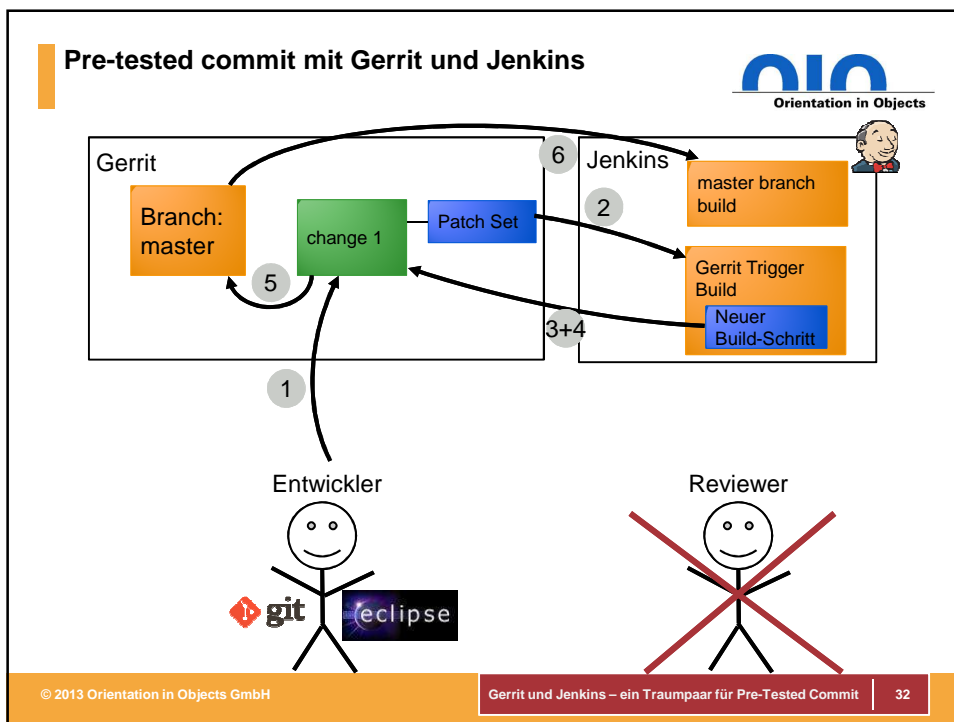 Pre-tested commit mit Gerrit und Jenkins
OIO
Orientation in Objects
Gerrit
6
Jenkins
Branch:
master
change 1
Patch Set
2
master branch
build
5
Gerrit Trigger
Build
3+4
Neuer
Build-Schritt
1
Entwickler
Reviewer
git
eclipse
© 2013 Orientation in Objects GmbH
Gerrit und Jenkins – ein Traumpaar für Pre-Tested Commit
32